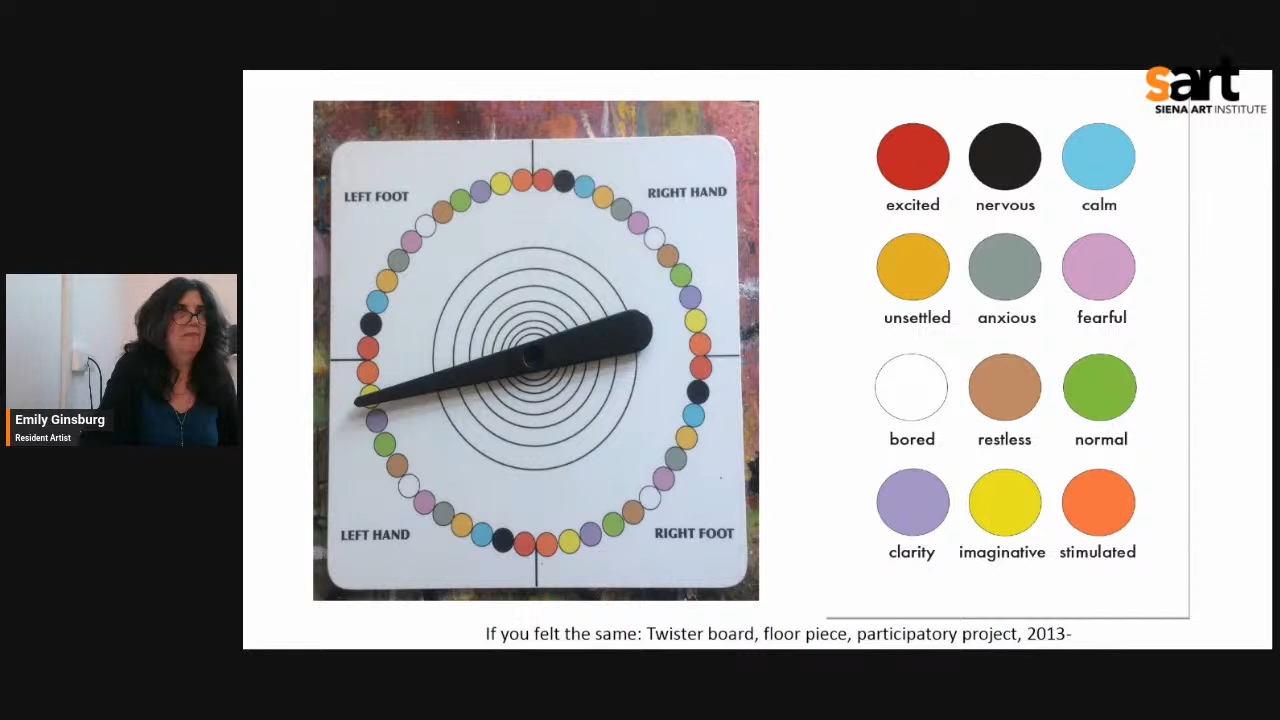 sart
SIENA ART INSTITUTE
LEFT FOOT
RIGHT HAND
LEFT HAND
RIGHT FOOT
excited
nervous
calm
unsettled
anxious
fearful
bored
restless
normal
clarity
imaginative
stimulated
Emily Ginsburg
Resident Artist
If you felt the same: Twister board, floor piece, participatory project, 2013-